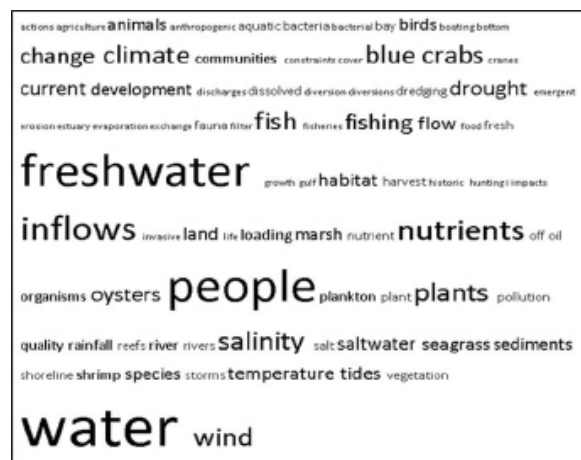 actions agriculture animals anthropogenic aquatic bacteria bacterial bay birds boating bottom
change climate communities constraints cover blue crabs cranes
current development discharges dissolved diversion diversions dredging drought emergent
erosion estuary evaporation exchange fauna filter fish fisheries fishing flow food fresh
freshwater growth gulf habitat harvest historic hunting i impacts
inflows invasive land life loading marsh nutrient nutrients off oil
organisms oysters people plankton plant plants pollution
quality rainfall reefs river rivers salinity salt saltwater seagrass sediments
shoreline shrimp species storms temperature tides vegetation
water wind